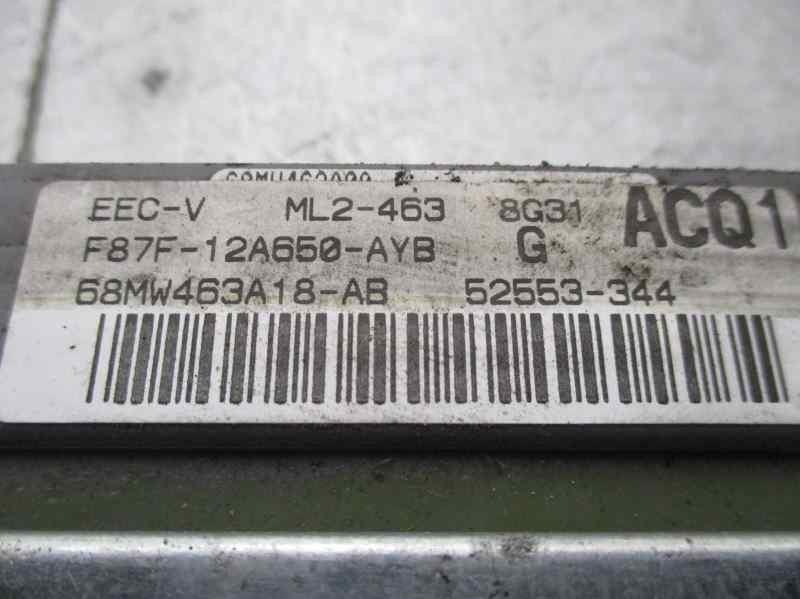 EEC-V ML2-463 8G31 ACQ1
F87F-12A650-AYB G
68MW463A18-AB 52553-344